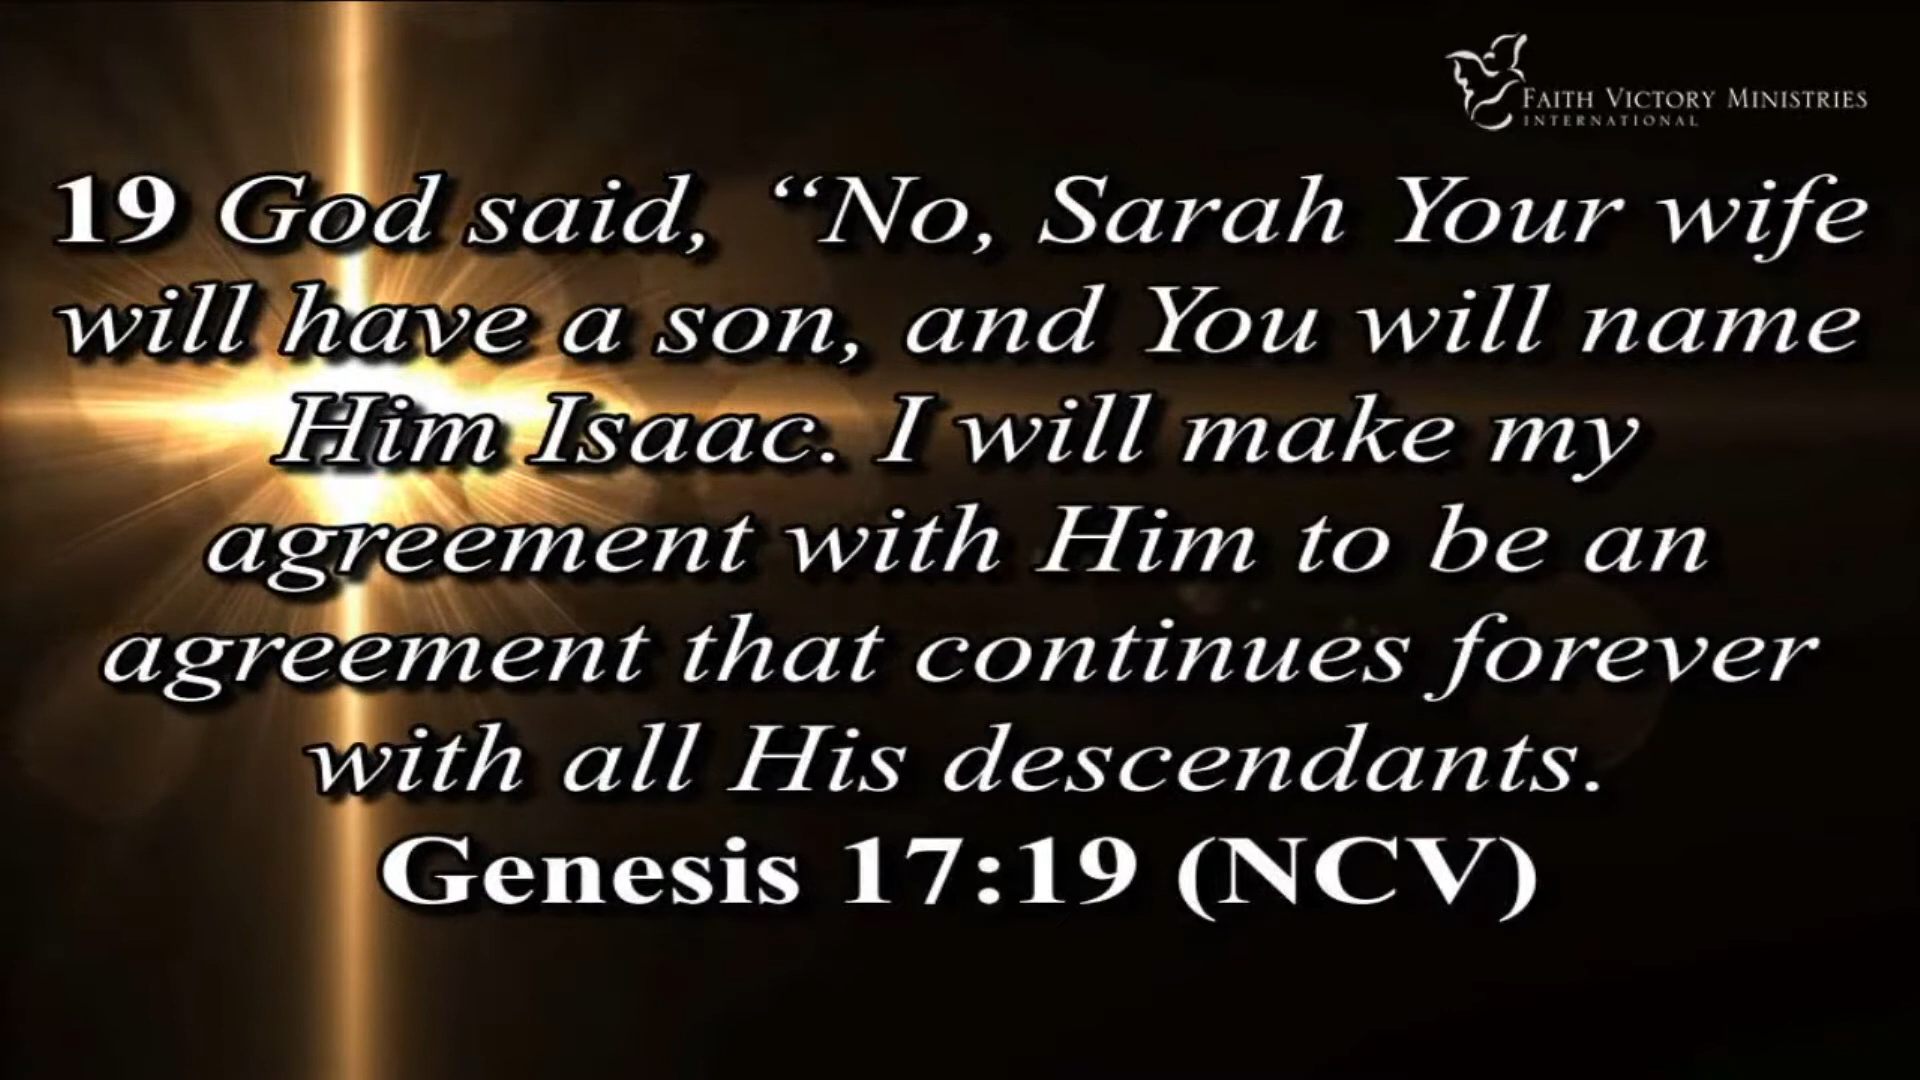 FAITH VICTORY MINISTRIES
INTERNATIONAL
19 God said, “No, Sarah Your wife
will have a son, and You will name
Him Isaac. I will make my
agreement with Him to be an
agreement that continues forever
with all His descendants.
Genesis 17:19 (NCV)